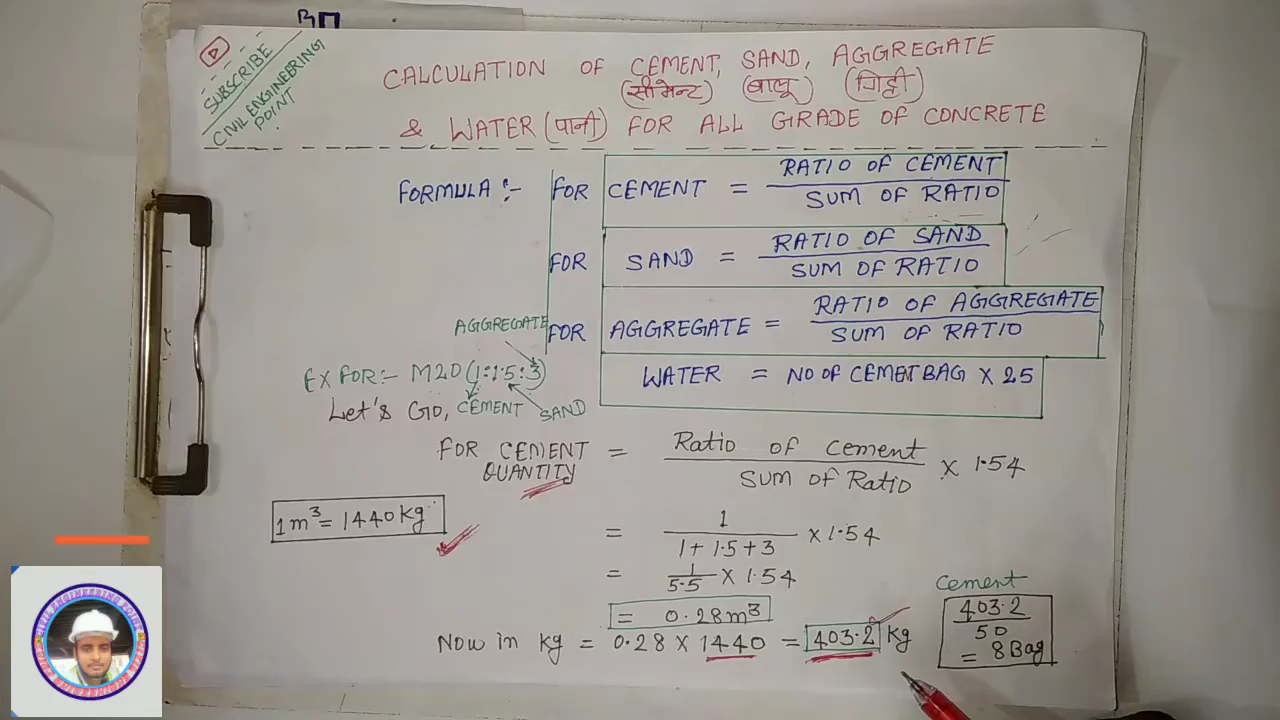 SUBSCRIBE
CIVIL ENGINEERING
POINT
CALCULATION OF CEMENT, SAND, AGGREGATE
(सीमेन्ट) (बालू) (गिट्टी)
& WATER (पानी) FOR ALL GRADE OF CONCRETE
FORMULA :- FOR CEMENT = RATIO OF CEMENT
SUM OF RATIO
FOR SAND = RATIO OF SAND
SUM OF RATIO
FOR AGGREGATE = RATIO OF AGGREGATE
SUM OF RATIO
WATER = NO OF CEMET BAG × 25
AGGREGATE
EX FOR:- M20 (1:1.5:3)
Let's GO, CEMENT SAND
FOR CEMENT QUANTITY = Ratio of Cement
SUM OF Ratio × 1.54
1m³ = 1440 kg
= 1
1 + 1.5 + 3 × 1.54
= 1
5.5 × 1.54
= 0.28m³
Now in kg = 0.28 × 1440 = 403.2 kg
Cement
403.2
50
= 8 Bag
CIVIL ENGINEERING POINT